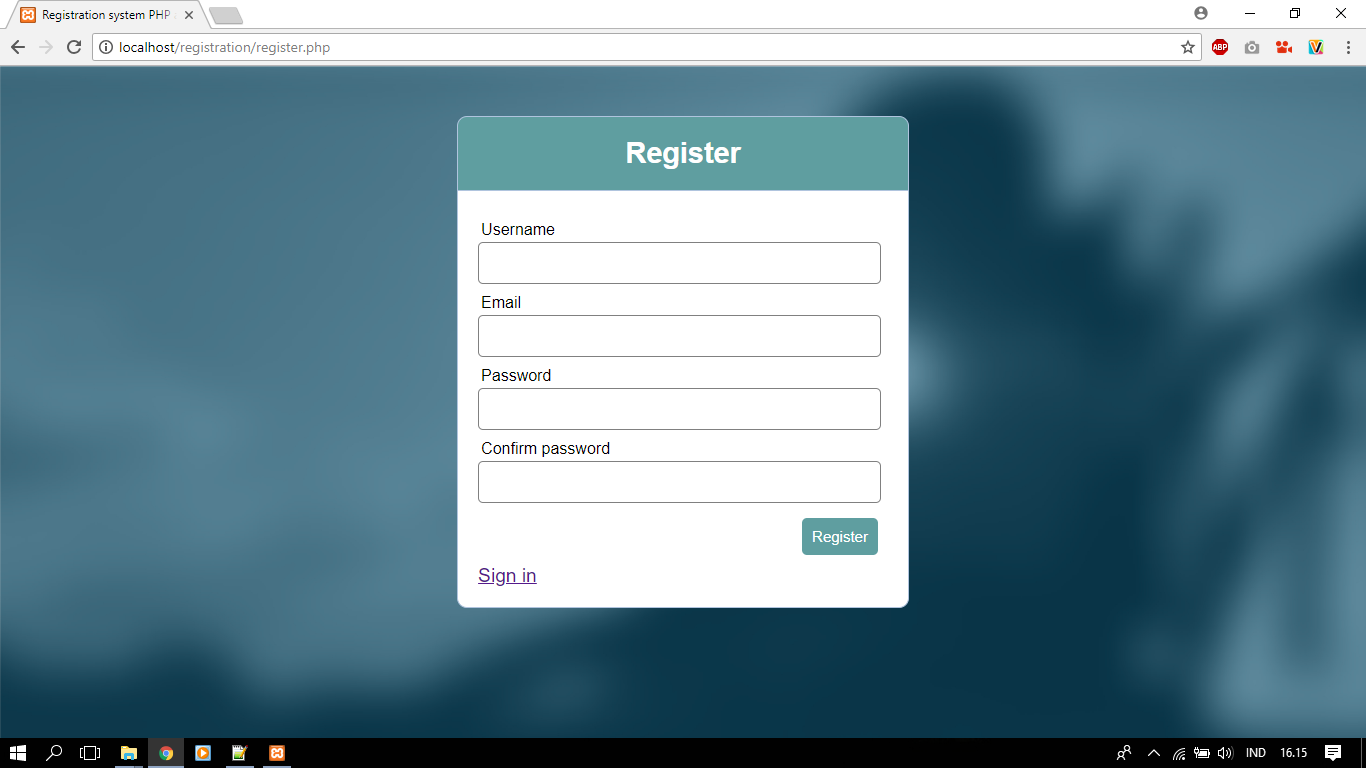 Registration system PHP
localhost/registration/register.php
ABP
Register
Username
Email
Password
Confirm password
Register
Sign in
IND 16.15